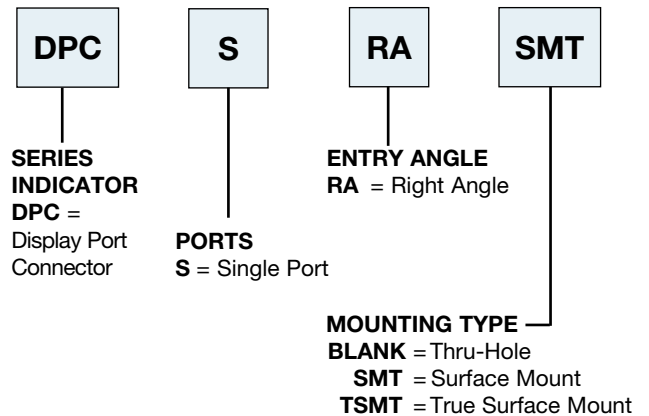 DPC S RA SMT
SERIES
INDICATOR
DPC =
Display Port
Connector
PORTS
S = Single Port
ENTRY ANGLE
RA = Right Angle
MOUNTING TYPE
BLANK = Thru-Hole
SMT = Surface Mount
TSMT = True Surface Mount